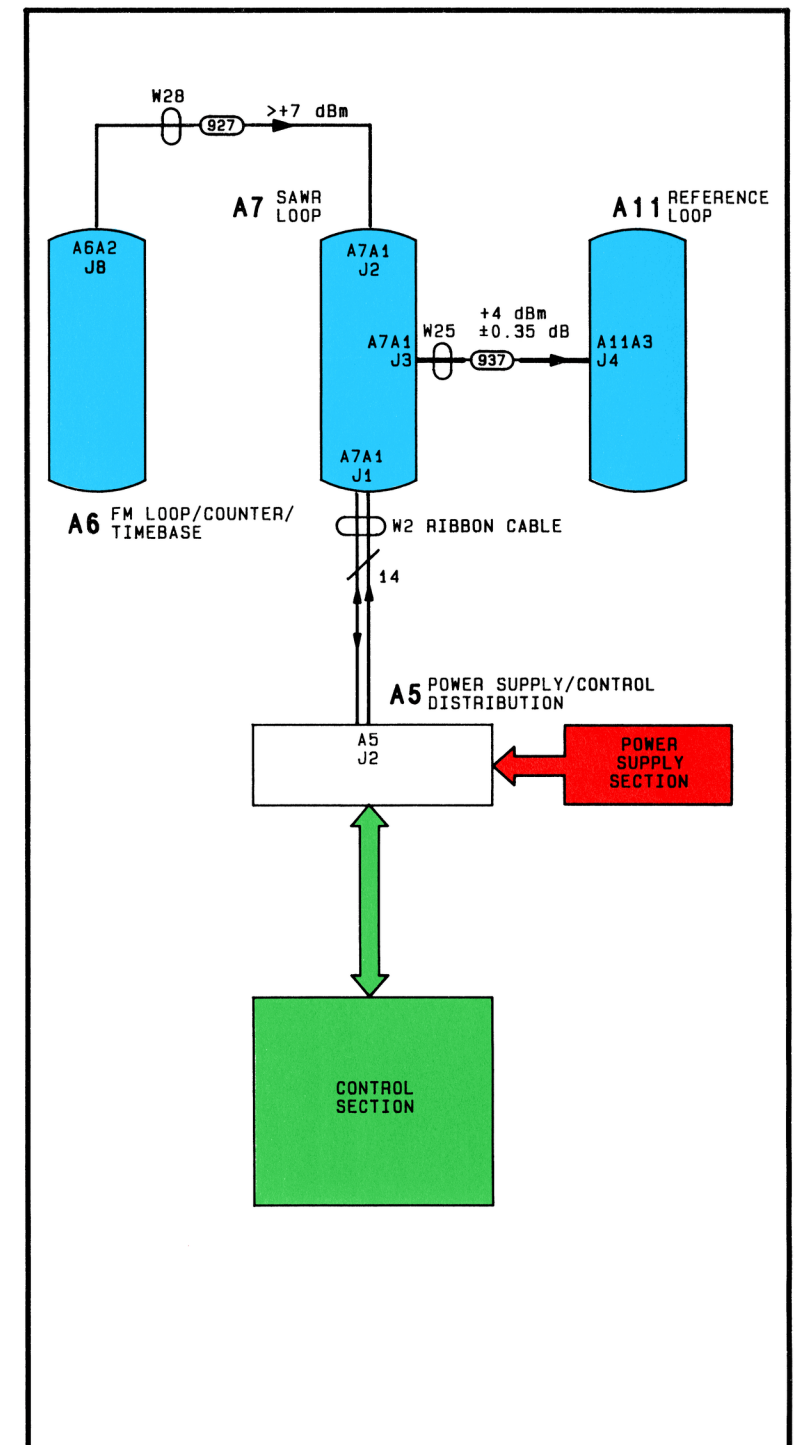 W28
927
>+7 dBm
A7 SAWR
LOOP
A11 REFERENCE
LOOP
A6A2
J8
A7A1
J2
+4 dBm
±0.35 dB
W25
A7A1
J3
937
A11A3
J4
A7A1
J1
A6 FM LOOP/COUNTER/
TIMEBASE
W2 RIBBON CABLE
14
A5 POWER SUPPLY/CONTROL
DISTRIBUTION
A5
J2
POWER
SUPPLY
SECTION
CONTROL
SECTION